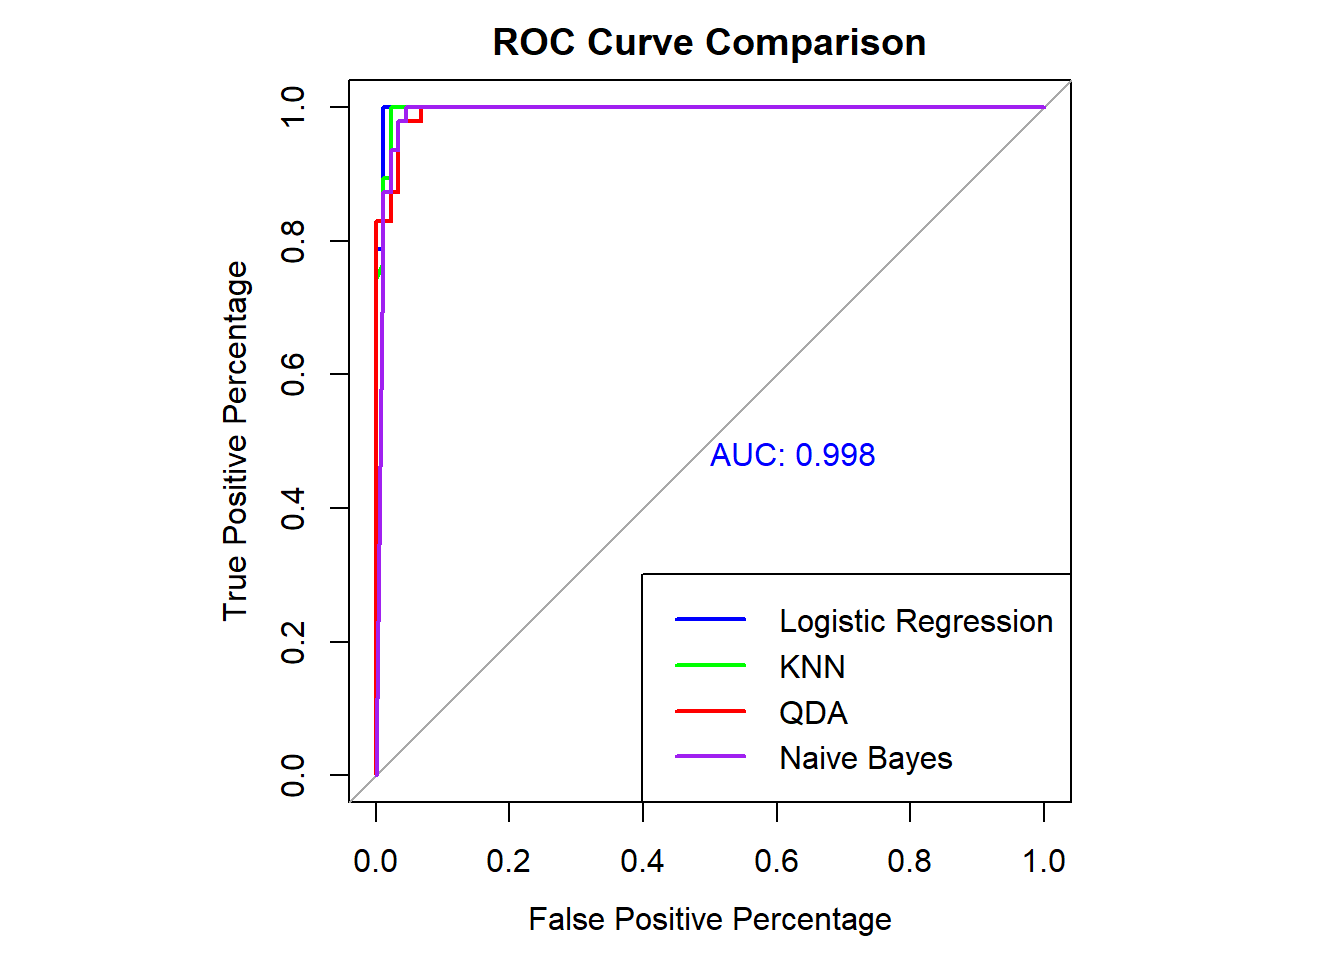 ROC Curve Comparison
True Positive Percentage
1.0
0.8
0.6
0.4
0.2
0.0
AUC: 0.998
Logistic Regression
KNN
QDA
Naive Bayes
0.0 0.2 0.4 0.6 0.8 1.0
False Positive Percentage